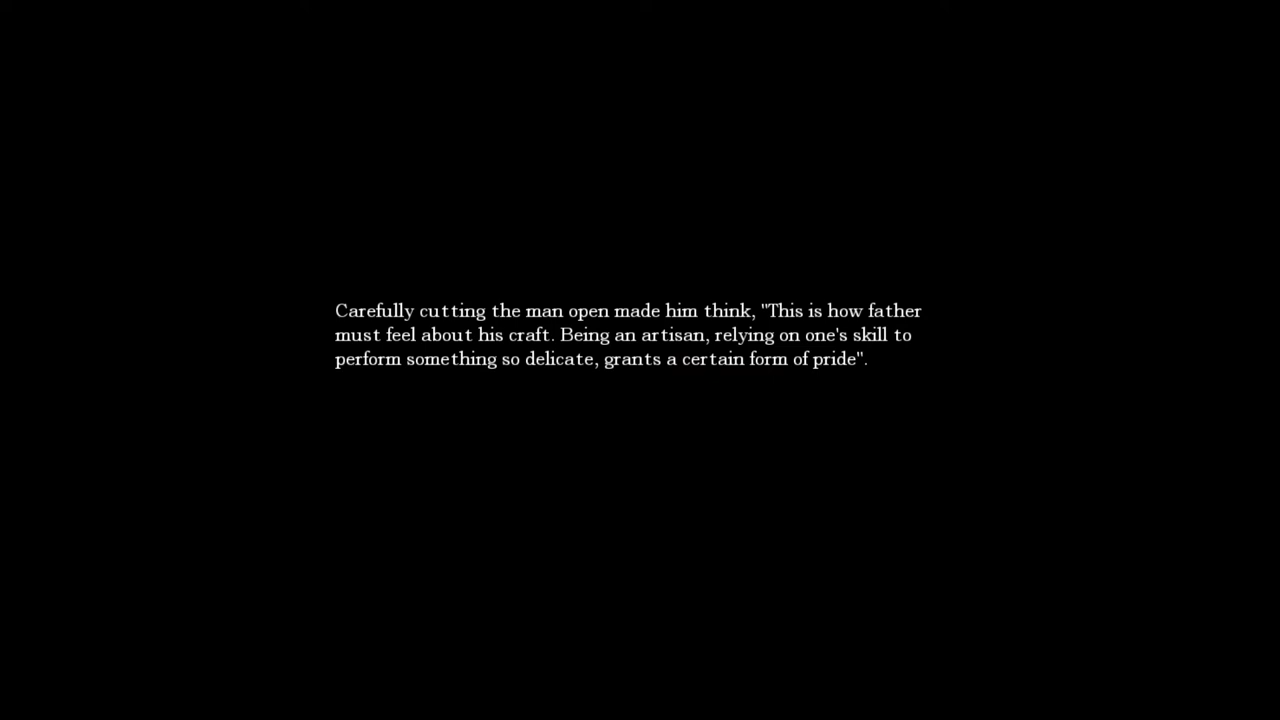 Carefully cutting the man open made him think, "This is how father
must feel about his craft. Being an artisan, relying on one's skill to
perform something so delicate, grants a certain form of pride".